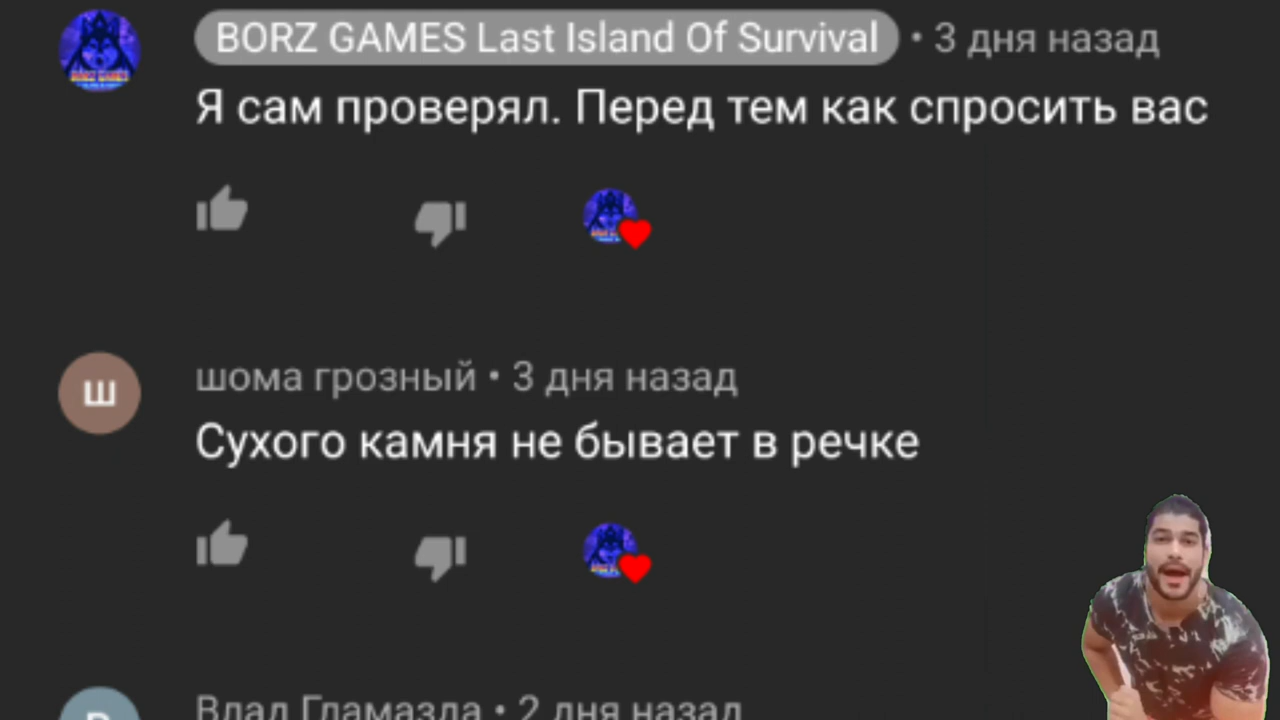 BORZ GAMES Last Island Of Survival • 3 дня назад
Я сам проверял. Перед тем как спросить вас
шома грозный • 3 дня назад
Ш
Сухого камня не бывает в речке
Влад Гламазда • 2 дня назад